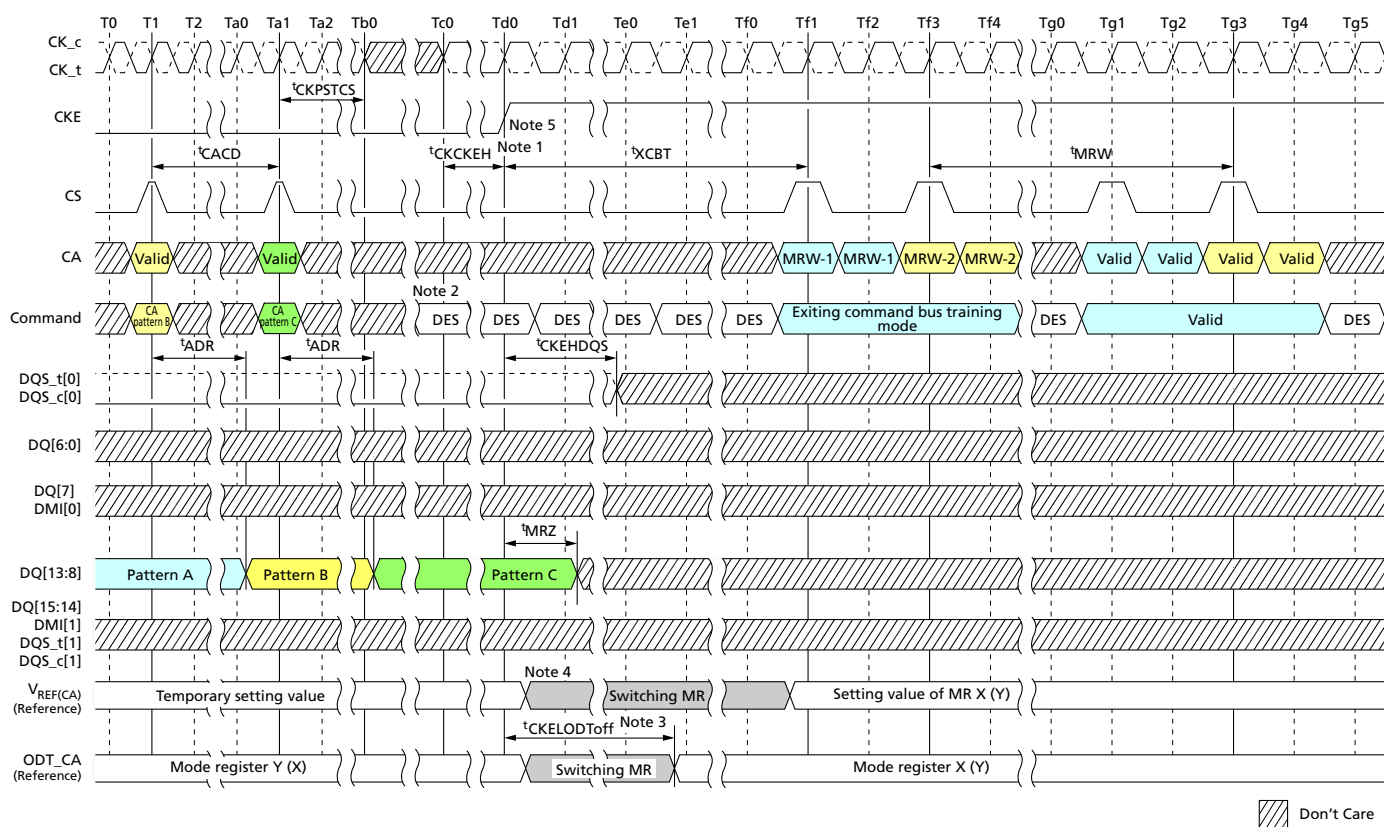 T0 T1 T2 Ta0 Ta1 Ta2 Tb0 Tc0 Td0 Td1 Te0 Te1 Tf0 Tf1 Tf2 Tf3 Tf4 Tg0 Tg1 Tg2 Tg3 Tg4 Tg5
CK_c
CK_t
tCKPSTCS
CKE
Note 5
Note 1
tCACD tCKCKEH tXCBT tMRW
CS
CA Valid Valid MRW-1 MRW-1 MRW-2 MRW-2 Valid Valid Valid Valid
Note 2
Command CA pattern B CA pattern C DES DES DES DES DES DES Exiting command bus training mode DES Valid DES
tADR tADR tCKEHDQS
DQS_t[0]
DQS_c[0]
DQ[6:0]
DQ[7]
DMI[0]
tMRZ
DQ[13:8] Pattern A Pattern B Pattern C
DQ[15:14]
DMI[1]
DQS_t[1]
DQS_c[1]
Note 4
VREF(CA) Temporary setting value Switching MR Setting value of MR X (Y)
(Reference)
tCKELODToff Note 3
ODT_CA Mode register Y (X) Switching MR Mode register X (Y)
(Reference)
Don't Care